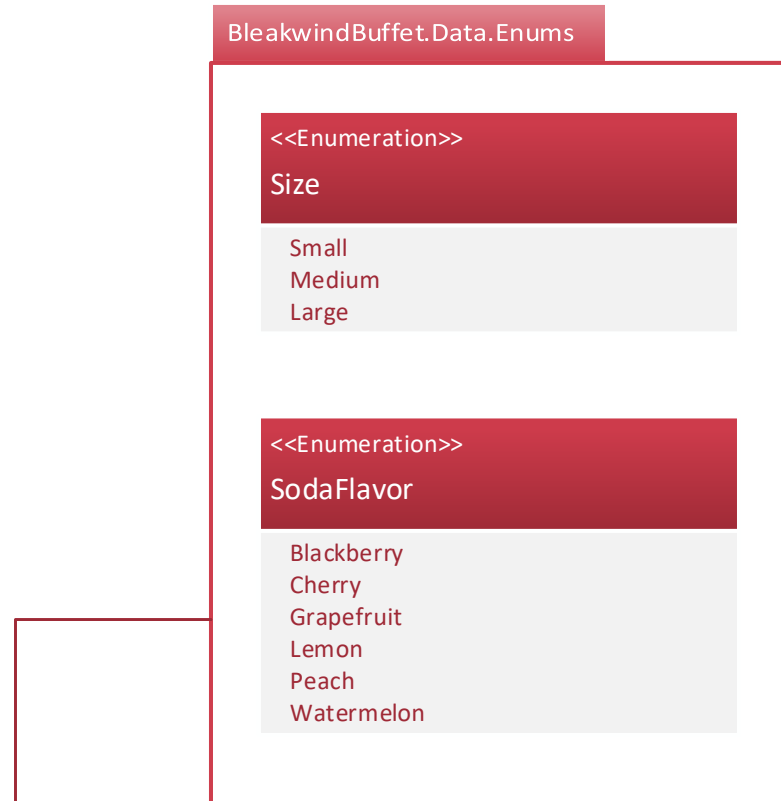 BleakwindBuffet.Data.Enums
<<Enumeration>>
Size
Small
Medium
Large
<<Enumeration>>
SodaFlavor
Blackberry
Cherry
Grapefruit
Lemon
Peach
Watermelon